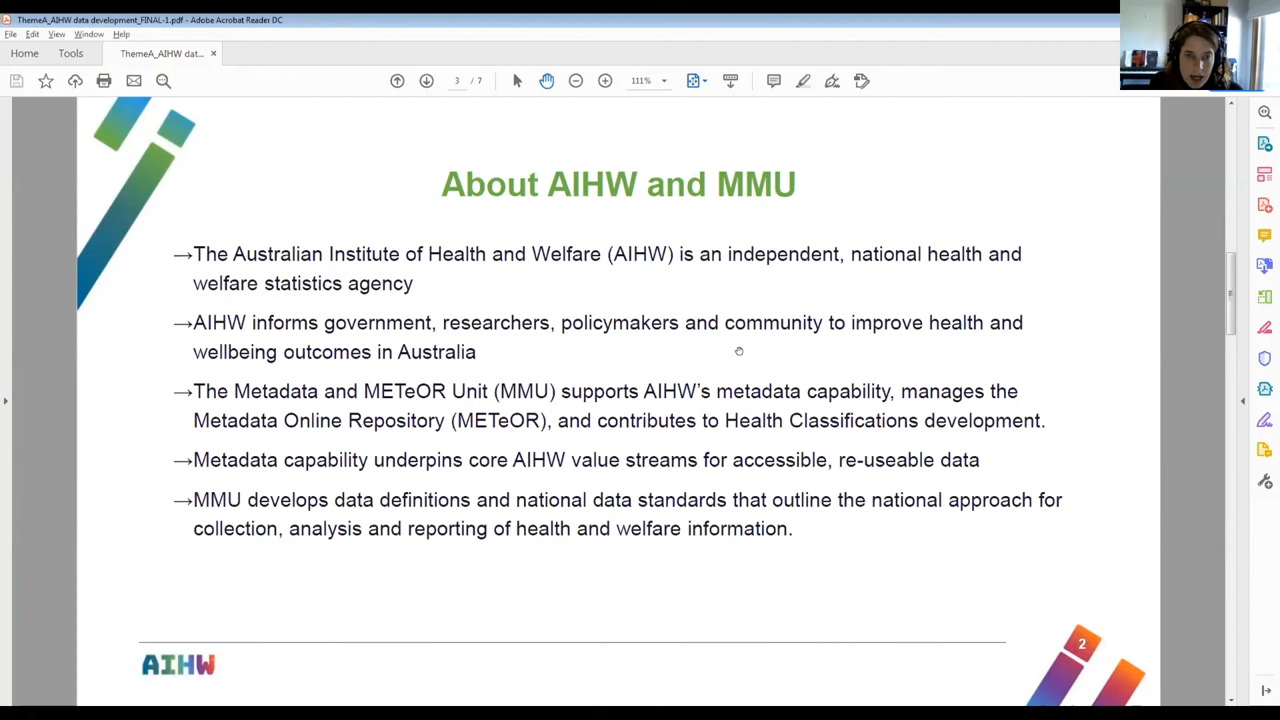 ThemeA_AIHW data development_FINAL-1.pdf - Adobe Acrobat Reader DC
File Edit View Window Help
Home Tools ThemeA_AIHW dat... ×
3 / 7 111%
About AIHW and MMU
→The Australian Institute of Health and Welfare (AIHW) is an independent, national health and
welfare statistics agency
→AIHW informs government, researchers, policymakers and community to improve health and
wellbeing outcomes in Australia
→The Metadata and METeOR Unit (MMU) supports AIHW’s metadata capability, manages the
Metadata Online Repository (METeOR), and contributes to Health Classifications development.
→Metadata capability underpins core AIHW value streams for accessible, re-useable data
→MMU develops data definitions and national data standards that outline the national approach for
collection, analysis and reporting of health and welfare information.
2
AIHW